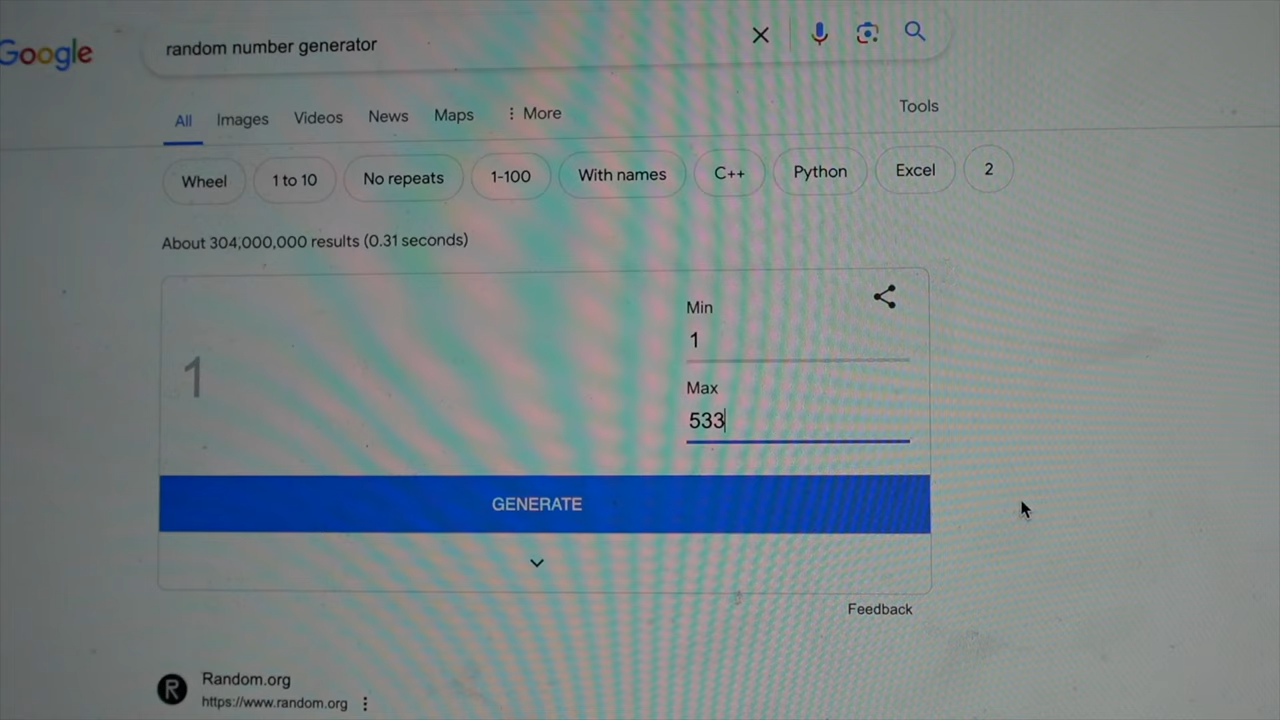 Google
random number generator
All Images Videos News Maps More Tools
Wheel 1 to 10 No repeats 1-100 With names C++ Python Excel 2
About 304,000,000 results (0.31 seconds)
Min
1
1
Max
533
GENERATE
Feedback
R
Random.org
https://www.random.org